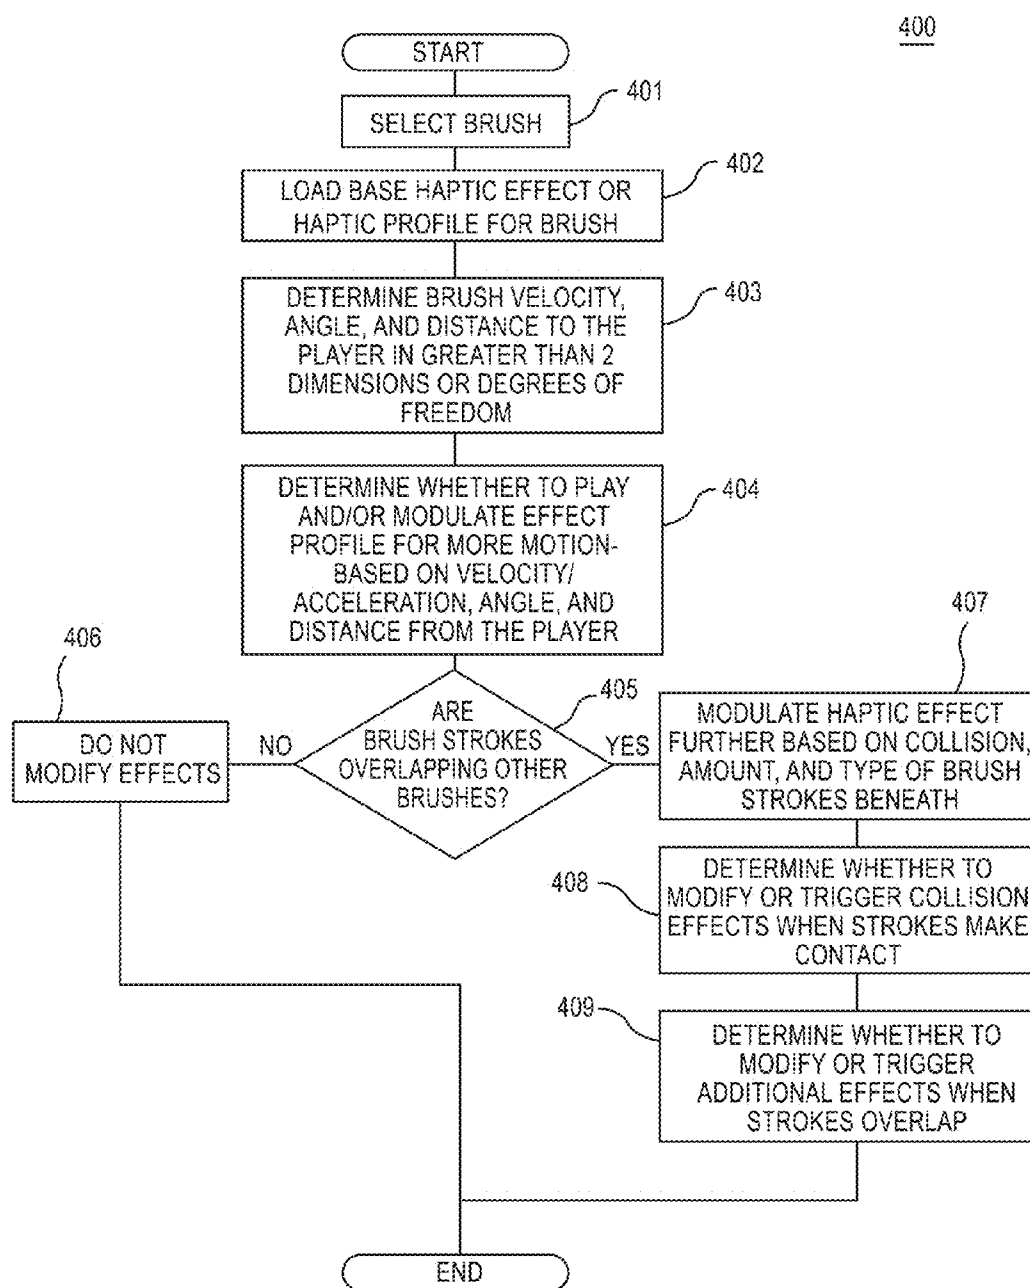 400
START
401
SELECT BRUSH
402
LOAD BASE HAPTIC EFFECT OR
HAPTIC PROFILE FOR BRUSH
403
DETERMINE BRUSH VELOCITY,
ANGLE, AND DISTANCE TO THE
PLAYER IN GREATER THAN 2
DIMENSIONS OR DEGREES OF
FREEDOM
404
DETERMINE WHETHER TO PLAY
AND/OR MODULATE EFFECT
PROFILE FOR MORE MOTION-
BASED ON VELOCITY/
ACCELERATION, ANGLE, AND
DISTANCE FROM THE PLAYER
405
ARE
BRUSH STROKES
OVERLAPPING OTHER
BRUSHES?
NO
YES
406
DO NOT
MODIFY EFFECTS
407
MODULATE HAPTIC EFFECT
FURTHER BASED ON COLLISION,
AMOUNT, AND TYPE OF BRUSH
STROKES BENEATH
408
DETERMINE WHETHER TO
MODIFY OR TRIGGER COLLISION
EFFECTS WHEN STROKES MAKE
CONTACT
409
DETERMINE WHETHER TO
MODIFY OR TRIGGER
ADDITIONAL EFFECTS WHEN
STROKES OVERLAP
END